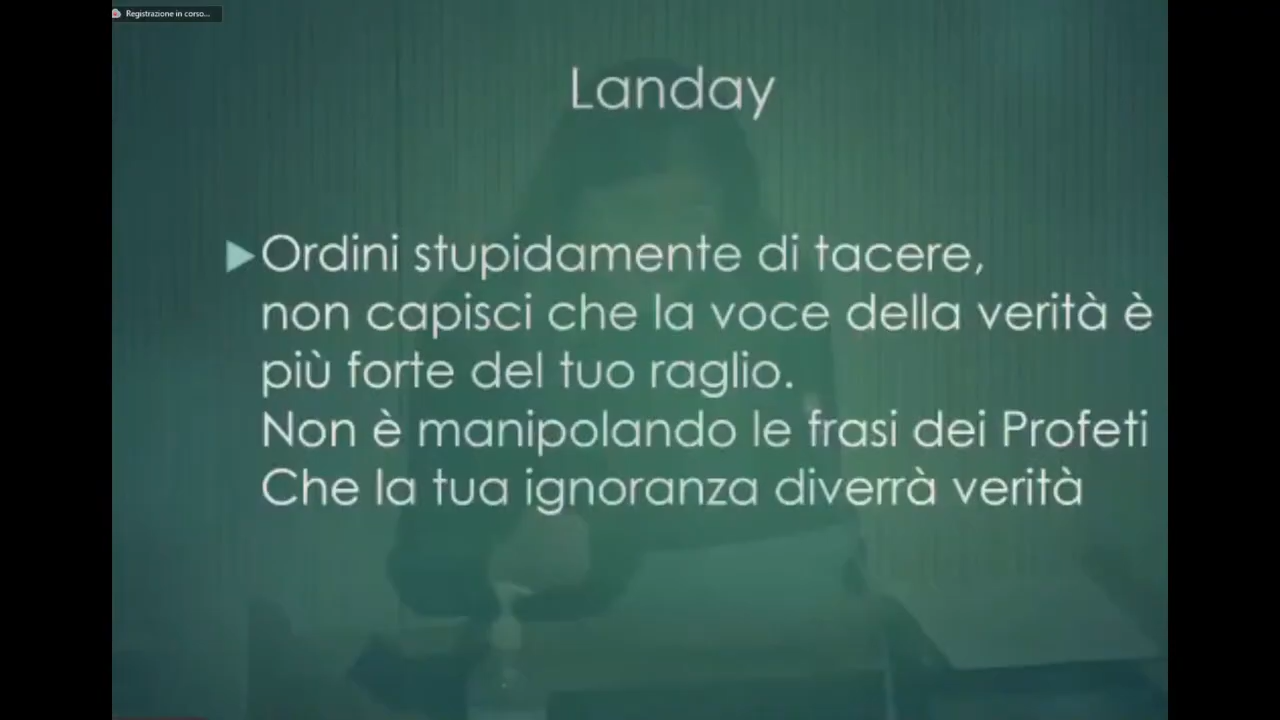 Registrazione in corso...
Landay
Ordini stupidamente di tacere,
non capisci che la voce della verità è
più forte del tuo raglio.
Non è manipolando le frasi dei Profeti
Che la tua ignoranza diverrà verità